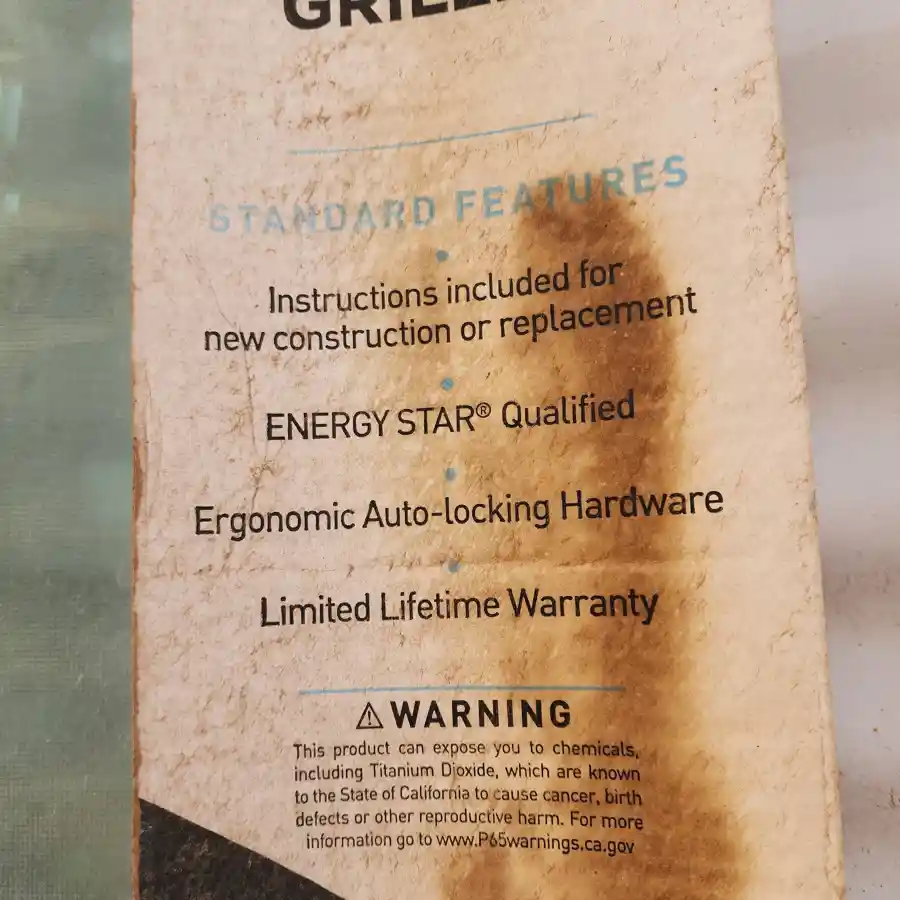 STANDARD FEATURES
Instructions included for
new construction or replacement
ENERGY STAR® Qualified
Ergonomic Auto-locking Hardware
Limited Lifetime Warranty
⚠ WARNING
This product can expose you to chemicals,
including Titanium Dioxide, which are known
to the State of California to cause cancer, birth
defects or other reproductive harm. For more
information go to www.P65warnings.ca.gov